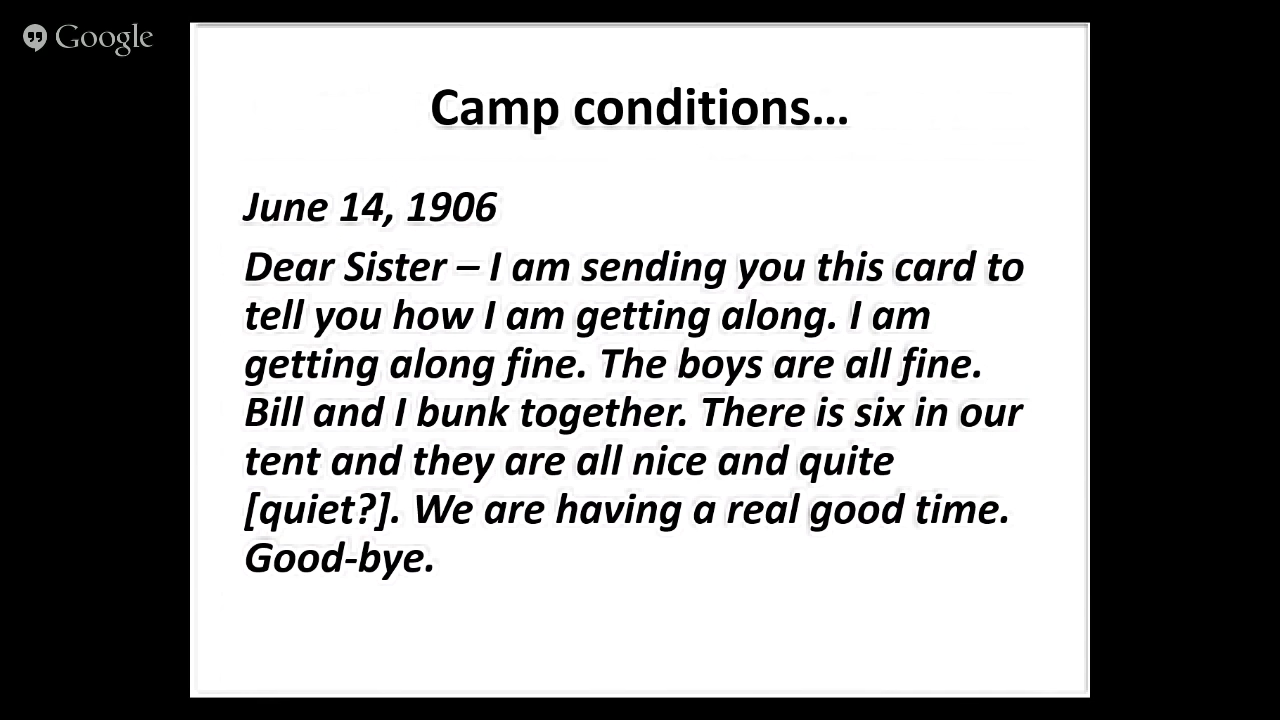 Google
Camp conditions...
June 14, 1906
Dear Sister – I am sending you this card to
tell you how I am getting along. I am
getting along fine. The boys are all fine.
Bill and I bunk together. There is six in our
tent and they are all nice and quite
[quiet?]. We are having a real good time.
Good-bye.